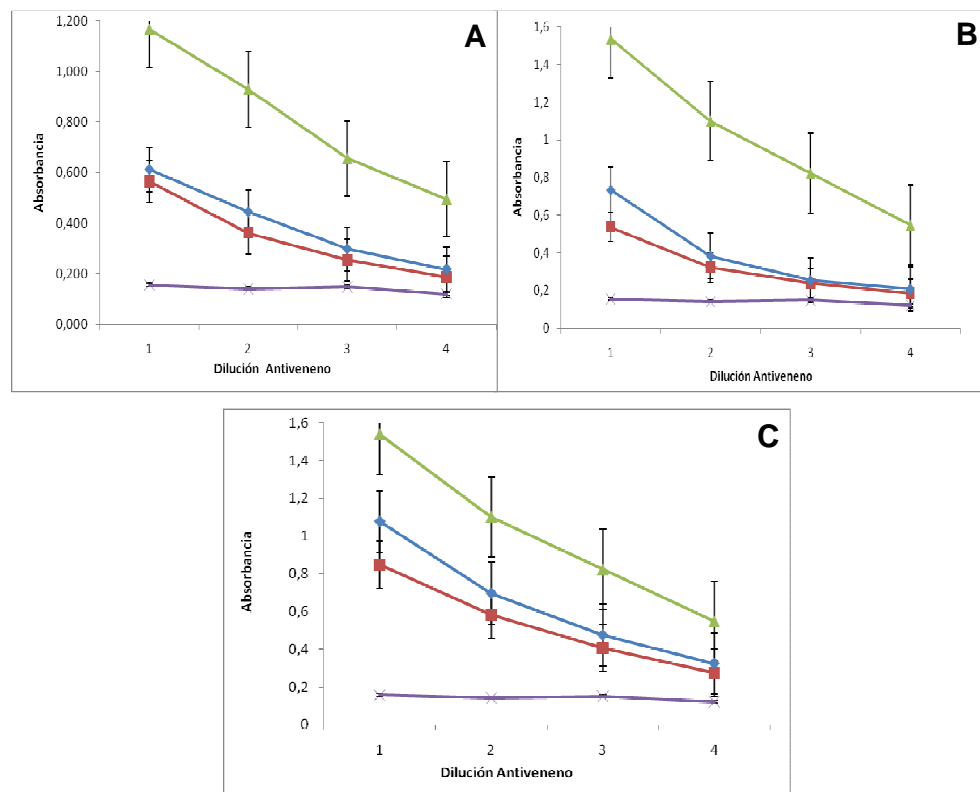 A
1,200
1,000
0,800
0,600
0,400
0,200
0,000
Absorbancia
1 2 3 4
Dilución Antiveneno
B
1,6
1,4
1,2
1
0,8
0,6
0,4
0,2
0
Absorbancia
1 2 3 4
Dilución Antiveneno
C
1,6
1,4
1,2
1
0,8
0,6
0,4
0,2
0
Absorbancia
1 2 3 4
Dilución Antiveneno